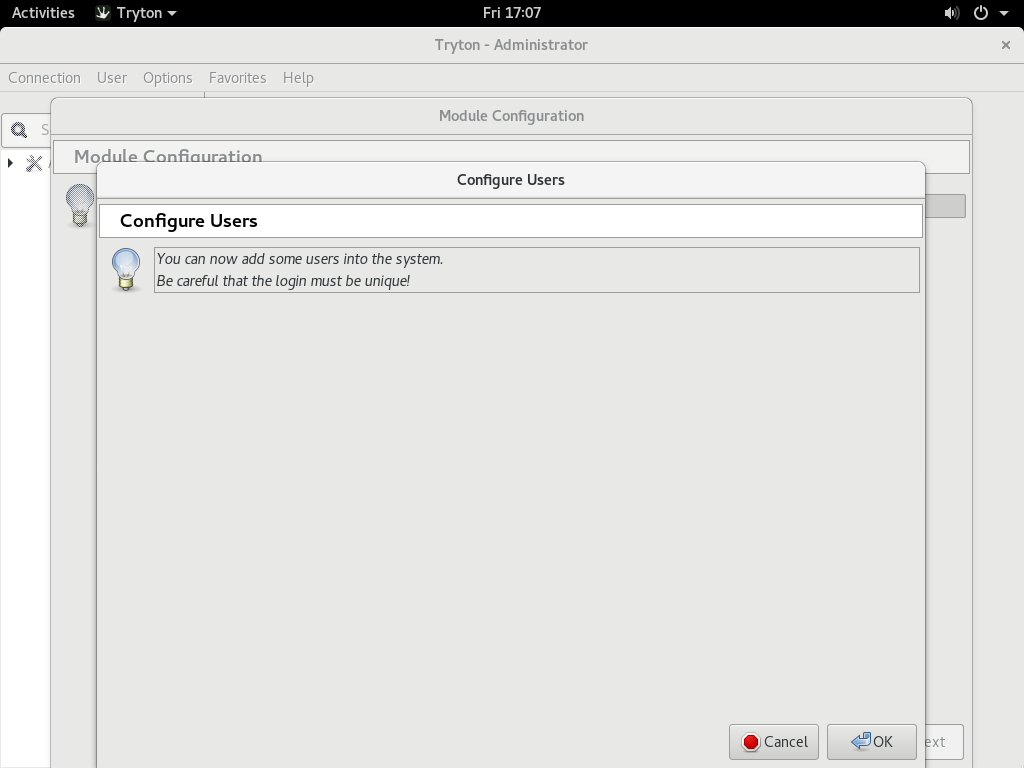 Activities Tryton Fri 17:07
Tryton - Administrator
Connection User Options Favorites Help
Module Configuration
Module Configuration
Configure Users
Configure Users
You can now add some users into the system.
Be careful that the login must be unique!
Cancel OK